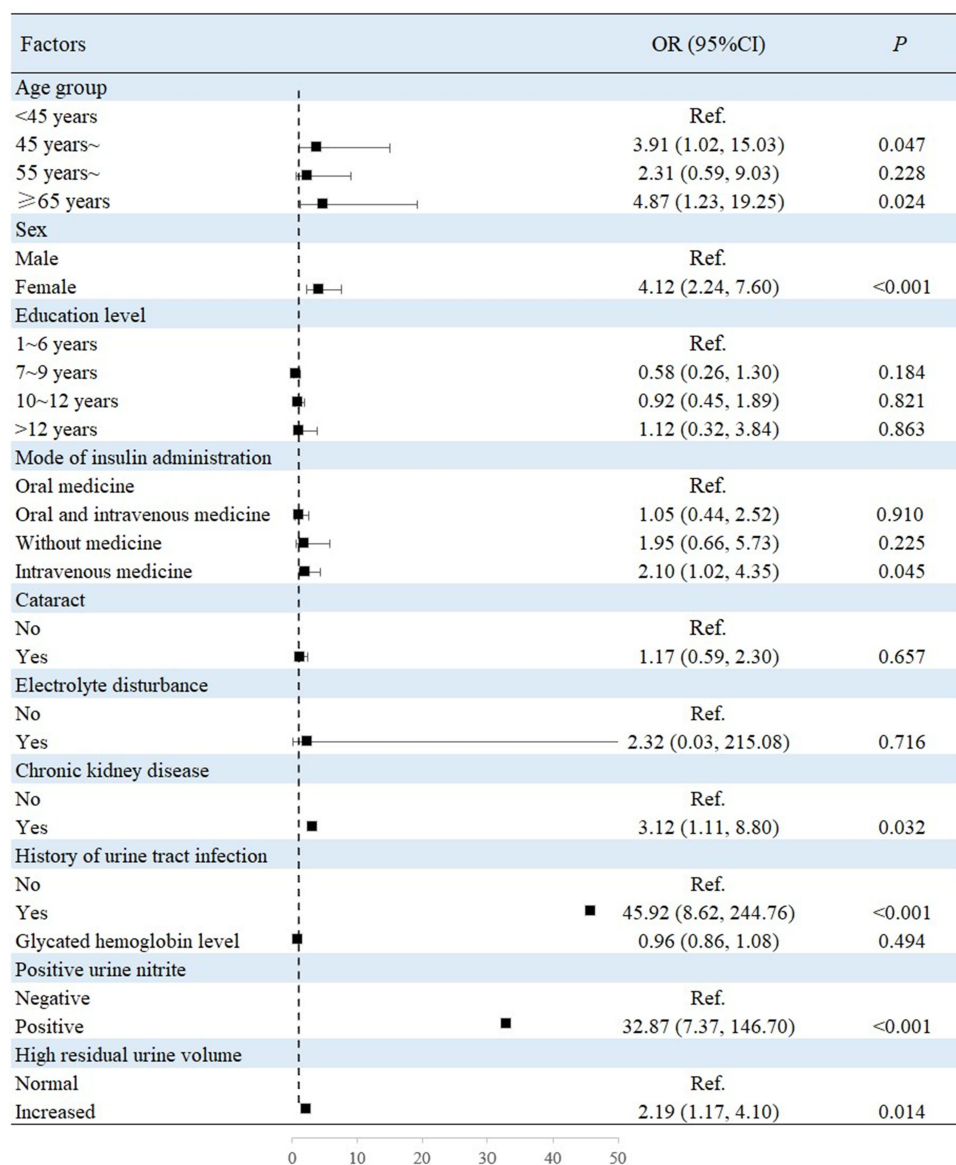 Factors OR (95%CI) P
Age group
<45 years Ref.
45 years~ 3.91 (1.02, 15.03) 0.047
55 years~ 2.31 (0.59, 9.03) 0.228
≥65 years 4.87 (1.23, 19.25) 0.024
Sex
Male Ref.
Female 4.12 (2.24, 7.60) <0.001
Education level
1~6 years Ref.
7~9 years 0.58 (0.26, 1.30) 0.184
10~12 years 0.92 (0.45, 1.89) 0.821
>12 years 1.12 (0.32, 3.84) 0.863
Mode of insulin administration
Oral medicine Ref.
Oral and intravenous medicine 1.05 (0.44, 2.52) 0.910
Without medicine 1.95 (0.66, 5.73) 0.225
Intravenous medicine 2.10 (1.02, 4.35) 0.045
Cataract
No Ref.
Yes 1.17 (0.59, 2.30) 0.657
Electrolyte disturbance
No Ref.
Yes 2.32 (0.03, 215.08) 0.716
Chronic kidney disease
No Ref.
Yes 3.12 (1.11, 8.80) 0.032
History of urine tract infection
No Ref.
Yes 45.92 (8.62, 244.76) <0.001
Glycated hemoglobin level 0.96 (0.86, 1.08) 0.494
Positive urine nitrite
Negative Ref.
Positive 32.87 (7.37, 146.70) <0.001
High residual urine volume
Normal Ref.
Increased 2.19 (1.17, 4.10) 0.014
0 10 20 30 40 50